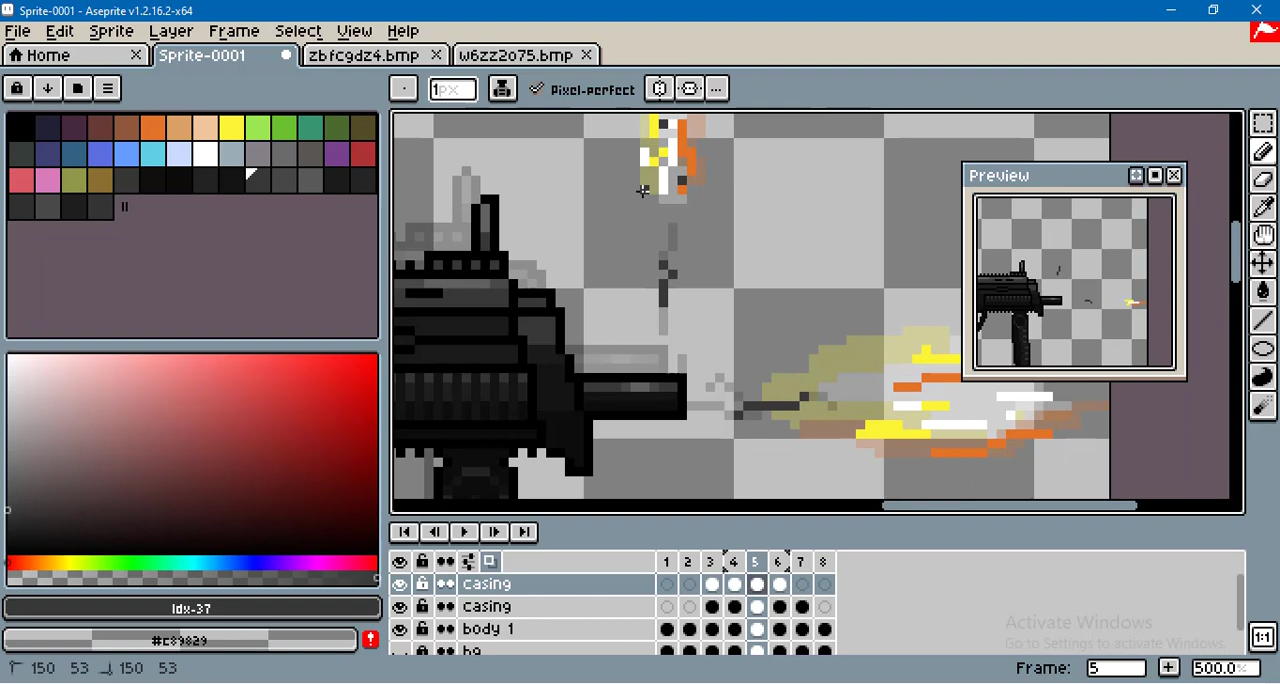 Sprite-0001 - Aseprite v1.2.16.2-x64
File Edit Sprite Layer Frame Select View Help
Home Sprite-0001 zbfcgdz4.bmp w6zz2o75.bmp
1px Pixel-perfect ...
Preview
1 2 3 4 5 6 7 8
casing
casing
body 1
bg
Idx-37
#c89829
1:1
Activate Windows
Go to Settings to activate Windows.
150 53 150 53 Frame: 5 + 500.0%